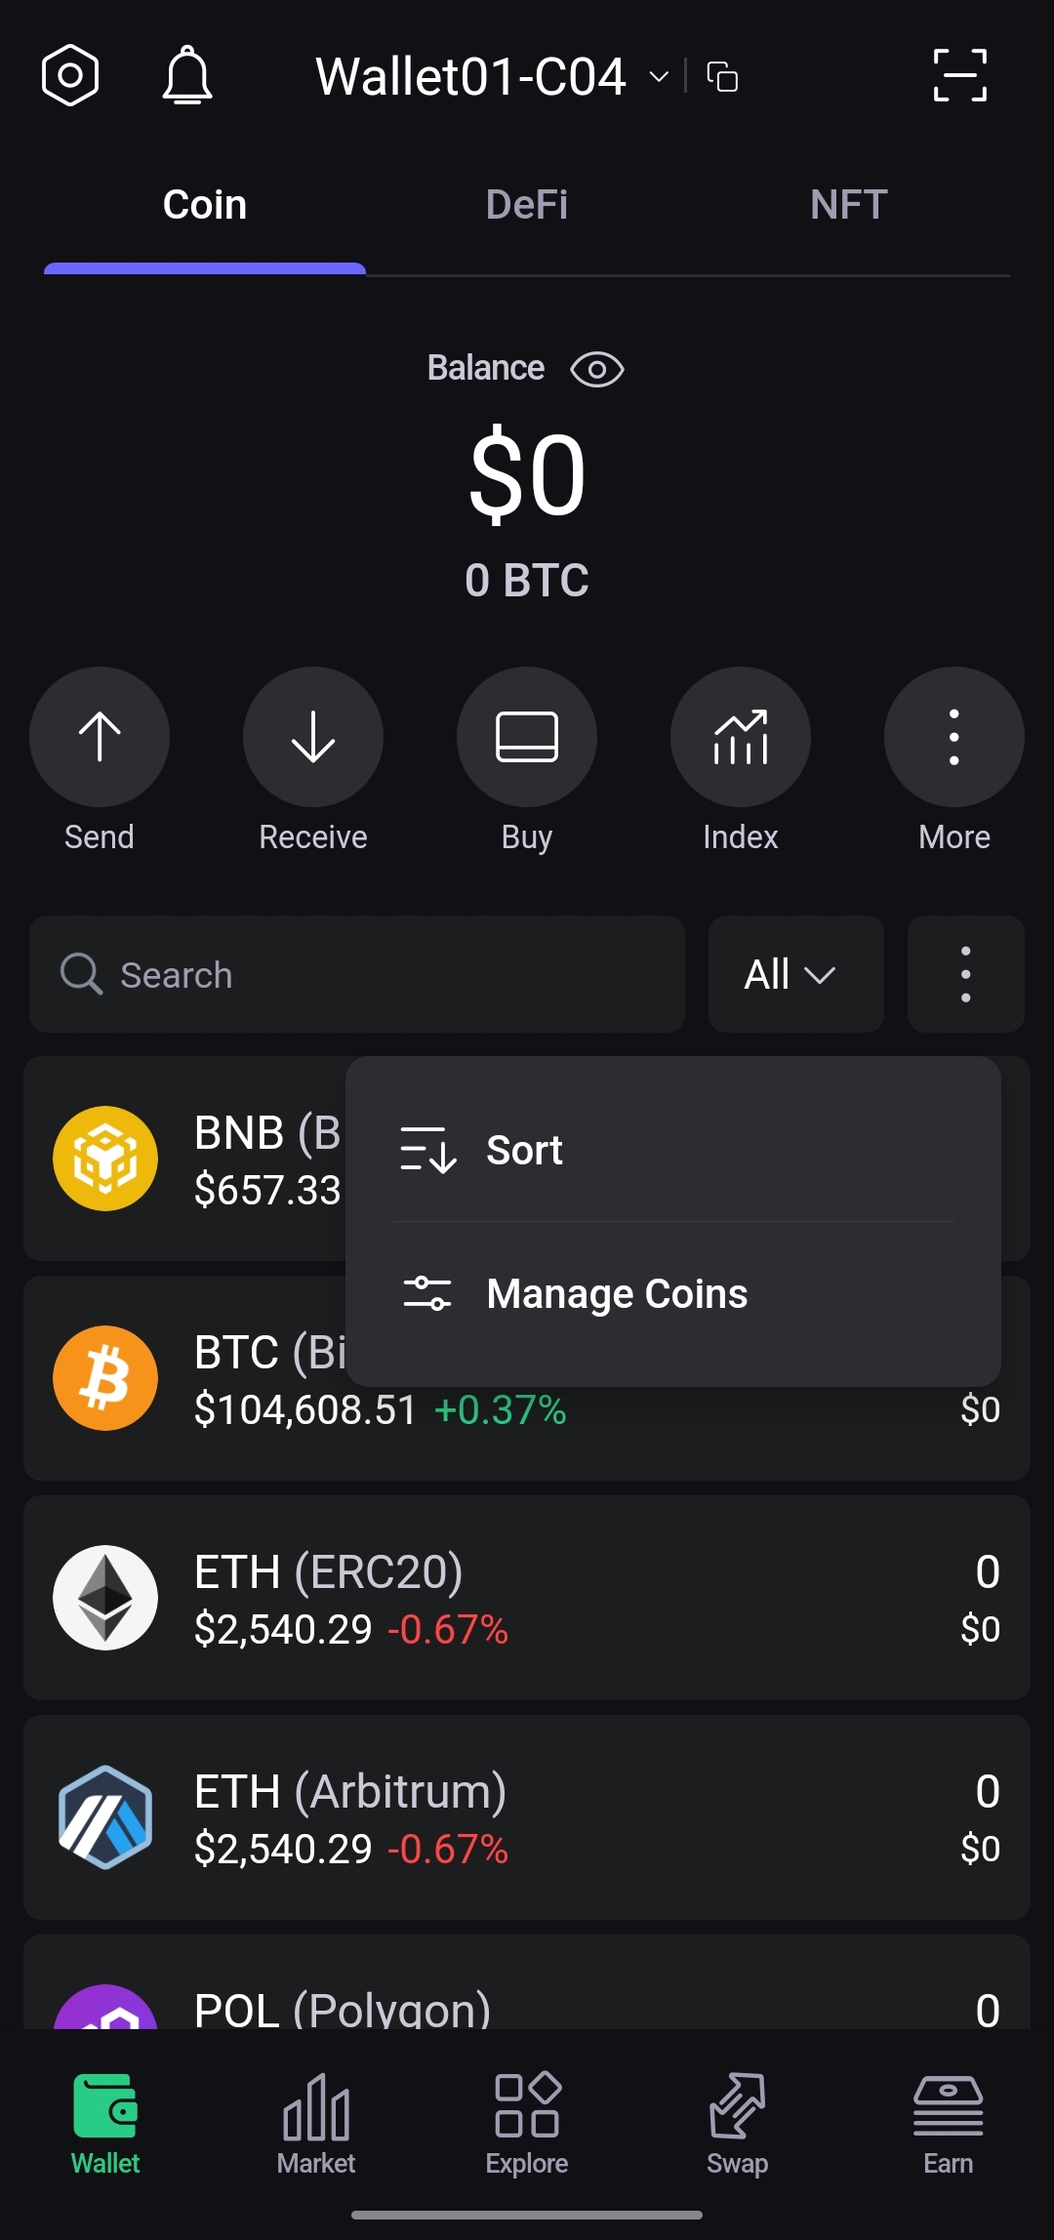 Wallet01-C04
Coin DeFi NFT
Balance
$0
0 BTC
Send Receive Buy Index More
Search All
BNB (B
$657.33
Sort
Manage Coins
BTC (Bi
$104,608.51 +0.37% $0
ETH (ERC20) 0
$2,540.29 -0.67% $0
ETH (Arbitrum) 0
$2,540.29 -0.67% $0
POL (Polygon) 0
Wallet Market Explore Swap Earn